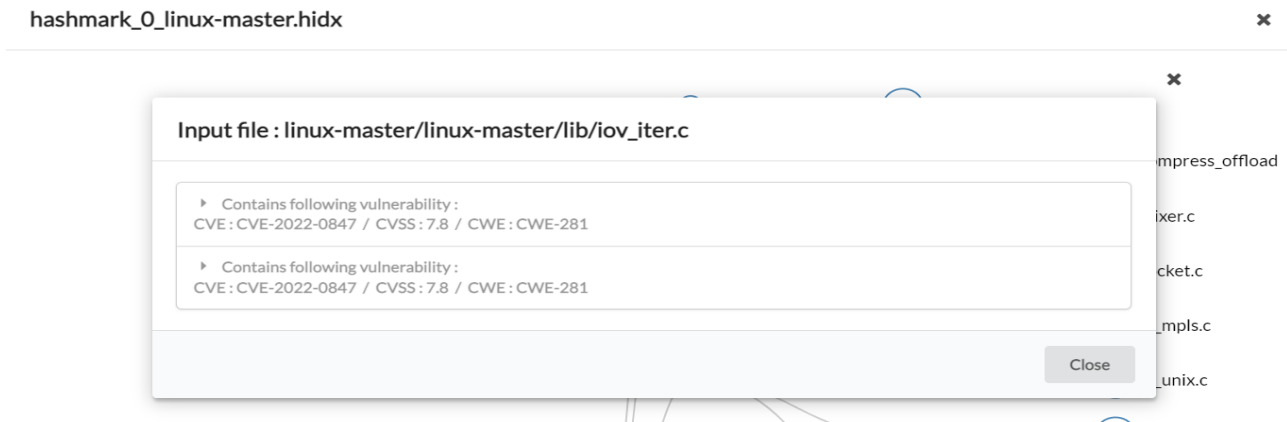 hashmark_0_linux-master.hidx
Input file : linux-master/linux-master/lib/iov_iter.c
mpress_offload
Contains following vulnerability :
CVE : CVE-2022-0847 / CVSS : 7.8 / CWE : CWE-281
ixer.c
Contains following vulnerability :
cket.c
CVE : CVE-2022-0847 / CVSS : 7.8 / CWE : CWE-281
_mpls.c
Close
_unix.c